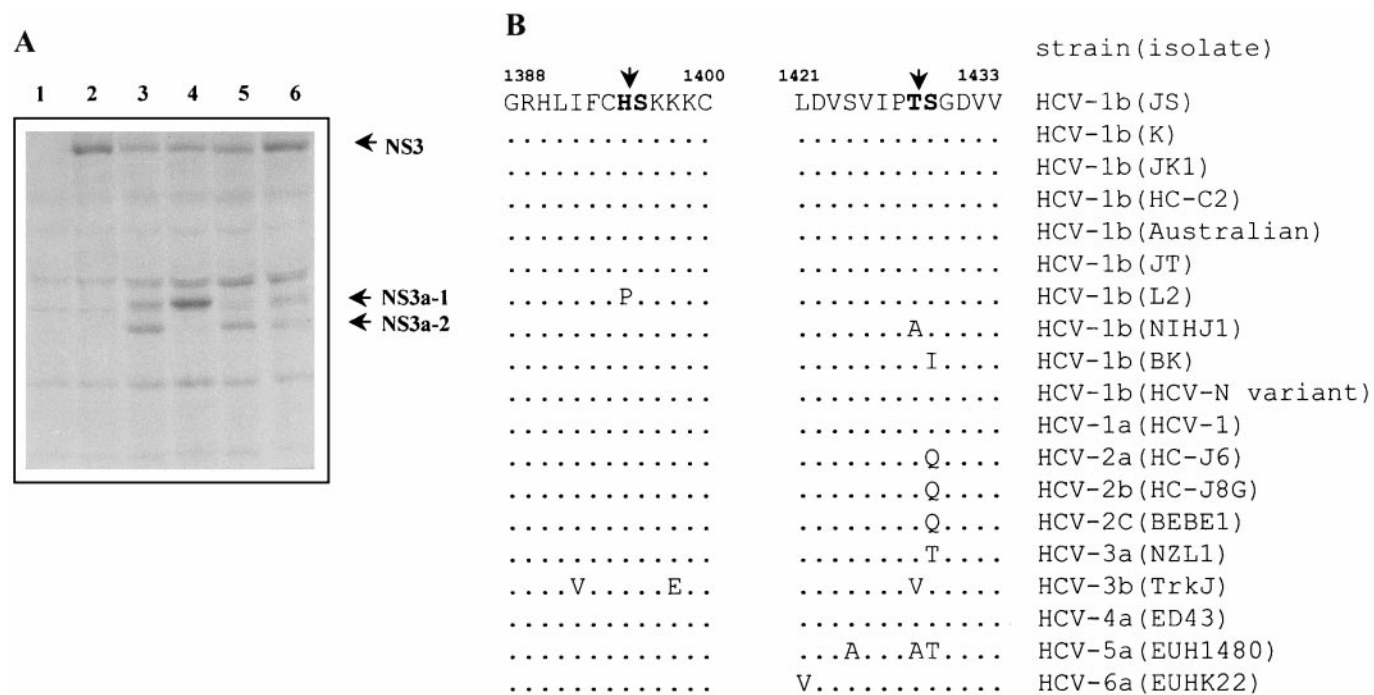 A
1 2 3 4 5 6
NS3
NS3a-1
NS3a-2
B
strain(isolate)
1388 1400 1421 1433
GRHLIFCHSKKKC LDVSVIPTSGDVV HCV-1b(JS)
............. ............. HCV-1b(K)
............. ............. HCV-1b(JK1)
............. ............. HCV-1b(HC-C2)
............. ............. HCV-1b(Australian)
............. ............. HCV-1b(JT)
.......P..... ............. HCV-1b(L2)
............. .......A..... HCV-1b(NIHJ1)
............. ........I.... HCV-1b(BK)
............. ............. HCV-1b(HCV-N variant)
............. ............. HCV-1a(HCV-1)
............. ........Q.... HCV-2a(HC-J6)
............. ........Q.... HCV-2b(HC-J8G)
............. ........Q.... HCV-2C(BEBE1)
............. ........T.... HCV-3a(NZL1)
....V.....E.. .......V..... HCV-3b(TrkJ)
............. ............. HCV-4a(ED43)
............. ...A...AT.... HCV-5a(EUH1480)
............. V............ HCV-6a(EUHK22)